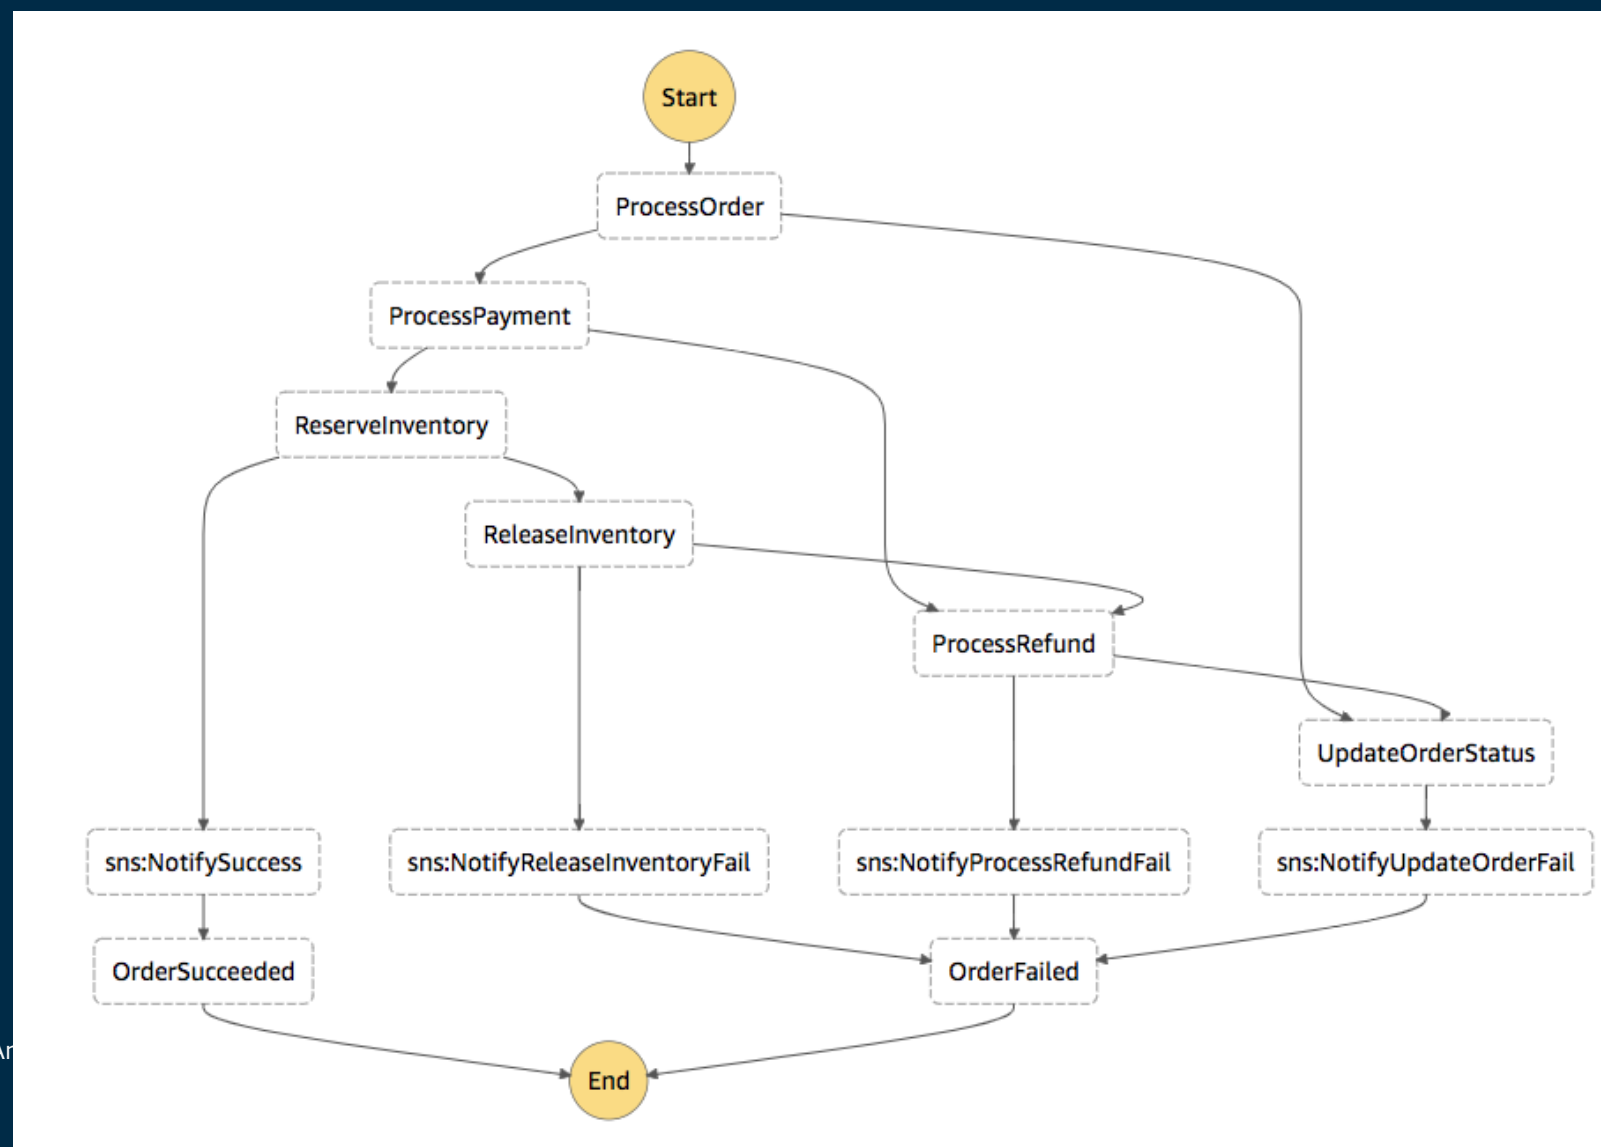 Start
ProcessOrder
ProcessPayment
ReserveInventory
ReleaseInventory
ProcessRefund
UpdateOrderStatus
sns:NotifySuccess
sns:NotifyReleaseInventoryFail
sns:NotifyProcessRefundFail
sns:NotifyUpdateOrderFail
OrderSucceeded
OrderFailed
End